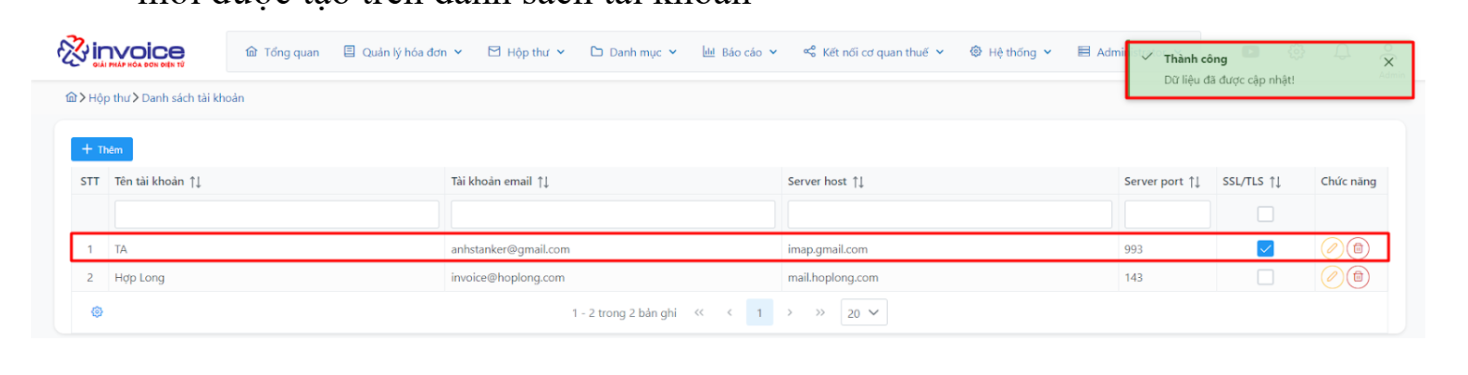 mới được tạo trên danh sách tài khoản
invoice
GIẢI PHÁP HÓA ĐƠN ĐIỆN TỬ
Tổng quan Quản lý hóa đơn Hộp thư Danh mục Báo cáo Kết nối cơ quan thuế Hệ thống
Thành công
Dữ liệu đã được cập nhật!
Hộp thư > Danh sách tài khoản
+ Thêm
STT Tên tài khoản Tài khoản email Server host Server port SSL/TLS Chức năng
1 TA anhstanker@gmail.com imap.gmail.com 993
2 Hợp Long invoice@hoplong.com mail.hoplong.com 143
1 - 2 trong 2 bản ghi << < 1 > >> 20